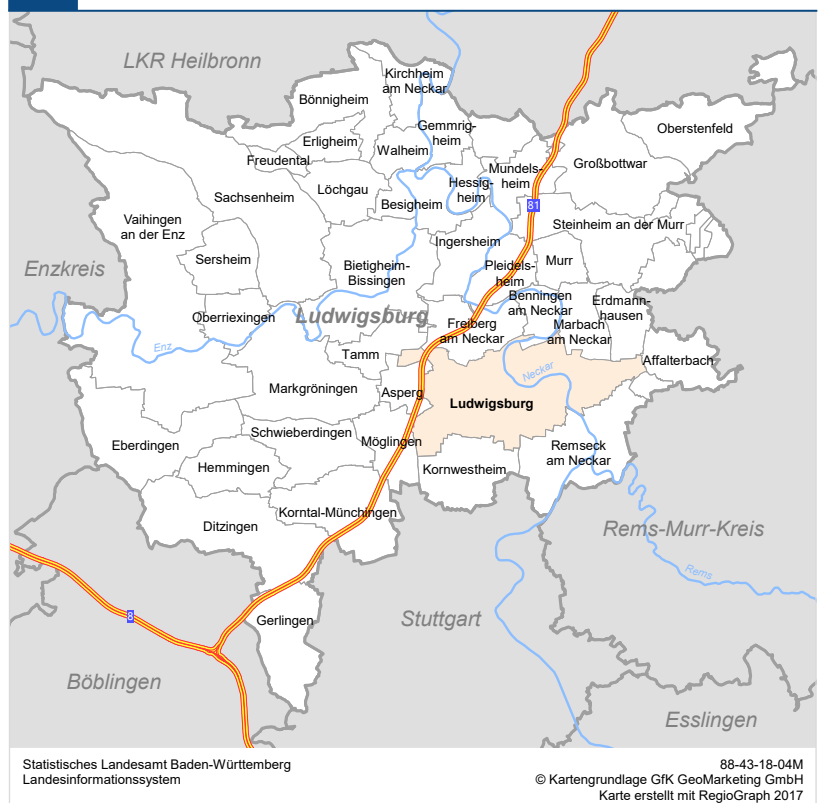 LKR Heilbronn
Kirchheim
am Neckar
Bönnigheim
Gemmrig-
heim
Oberstenfeld
Erligheim
Walheim
Freudental
Großbottwar
Mundels-
heim
Löchgau
Hessig-
heim
Sachsenheim
Besigheim
81
Vaihingen
an der Enz
Steinheim an der Murr
Ingersheim
Sersheim
Murr
Enzkreis
Bietigheim-
Bissingen
Pleidels-
heim
Benningen
am Neckar
Erdmann-
hausen
Oberriexingen
Ludwigsburg
Freiberg
am Neckar
Marbach
am Neckar
Enz
Tamm
Affalterbach
Neckar
Markgröningen
Asperg
Ludwigsburg
Schwieberdingen
Möglingen
Eberdingen
Remseck
am Neckar
Hemmingen
Kornwestheim
Korntal-Münchingen
Ditzingen
Rems-Murr-Kreis
Rems
8
Gerlingen
Stuttgart
Böblingen
Esslingen
Statistisches Landesamt Baden-Württemberg
Landesinformationssystem
88-43-18-04M
© Kartengrundlage GfK GeoMarketing GmbH
Karte erstellt mit RegioGraph 2017